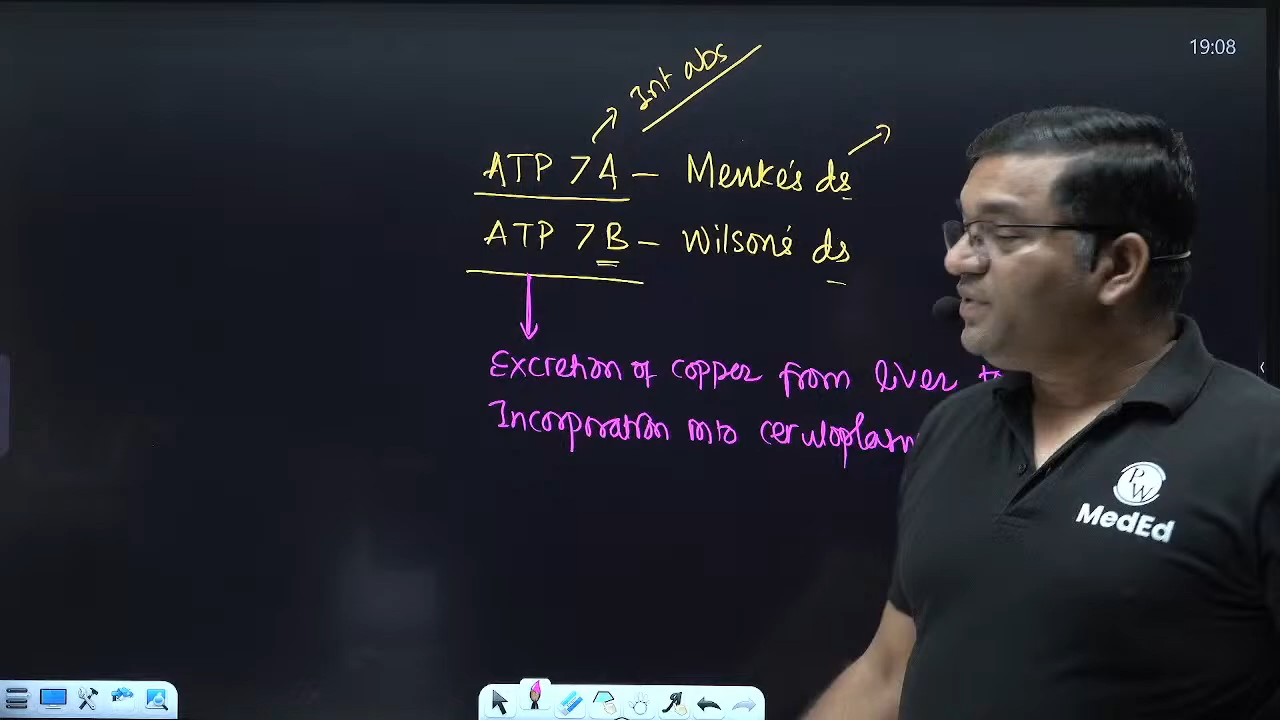 19:08
Int abs
ATP 7A – Menke's ds
ATP 7B – Wilson's ds
Excretion of copper from liver
Incorporation into
PW
MedEd